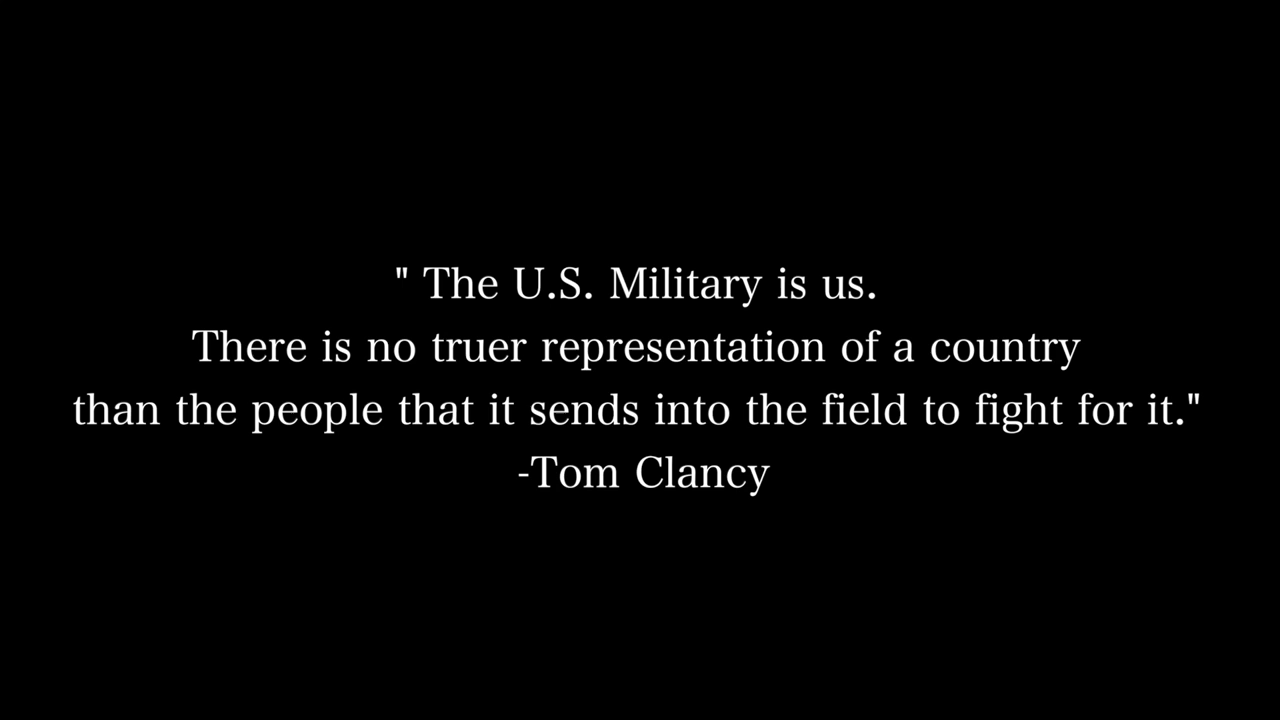 " The U.S. Military is us.
There is no truer representation of a country
than the people that it sends into the field to fight for it."
-Tom Clancy